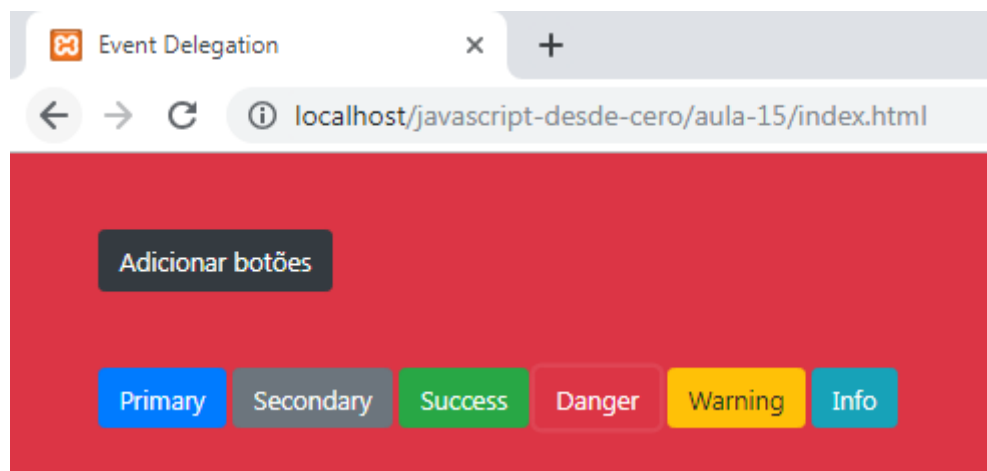 Event Delegation
localhost/javascript-desde-cero/aula-15/index.html
Adicionar botões
Primary Secondary Success Danger Warning Info